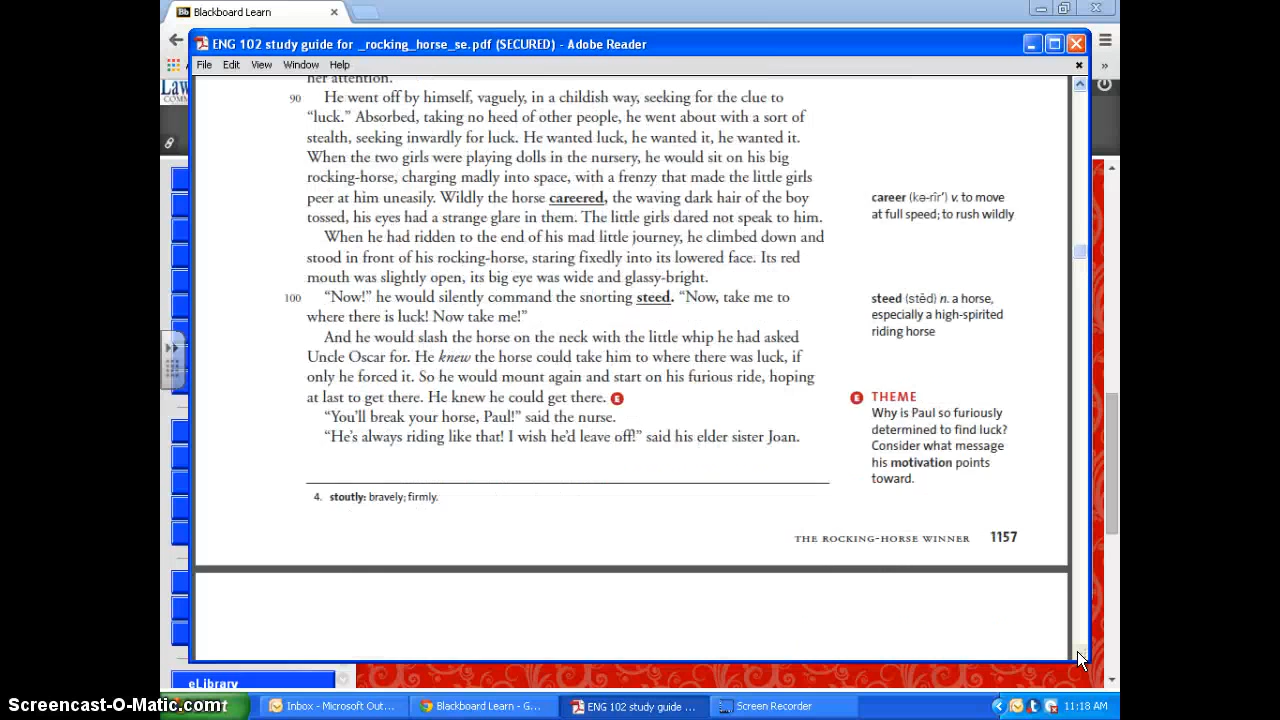 Blackboard Learn
ENG 102 study guide for _rocking_horse_se.pdf (SECURED) - Adobe Reader
File Edit View Window Help
Law
her attention.
90 He went off by himself, vaguely, in a childish way, seeking for the clue to
“luck.” Absorbed, taking no heed of other people, he went about with a sort of
stealth, seeking inwardly for luck. He wanted luck, he wanted it, he wanted it.
When the two girls were playing dolls in the nursery, he would sit on his big
rocking-horse, charging madly into space, with a frenzy that made the little girls
peer at him uneasily. Wildly the horse careered, the waving dark hair of the boy
tossed, his eyes had a strange glare in them. The little girls dared not speak to him.
When he had ridden to the end of his mad little journey, he climbed down and
stood in front of his rocking-horse, staring fixedly into its lowered face. Its red
mouth was slightly open, its big eye was wide and glassy-bright.
100 “Now!” he would silently command the snorting steed. “Now, take me to
where there is luck! Now take me!”
And he would slash the horse on the neck with the little whip he had asked
Uncle Oscar for. He knew the horse could take him to where there was luck, if
only he forced it. So he would mount again and start on his furious ride, hoping
at last to get there. He knew he could get there. E
“You’ll break your horse, Paul!” said the nurse.
“He’s always riding like that! I wish he’d leave off!” said his elder sister Joan.
career (kə-rîr’) v. to move
at full speed; to rush wildly
steed (stēd) n. a horse,
especially a high-spirited
riding horse
E THEME
Why is Paul so furiously
determined to find luck?
Consider what message
his motivation points
toward.
4. stoutly: bravely; firmly.
THE ROCKING-HORSE WINNER 1157
eLibrary
Screencast-O-Matic.com
Inbox - Microsoft Out...
Blackboard Learn - G...
ENG 102 study guide ...
Screen Recorder
11:18 AM